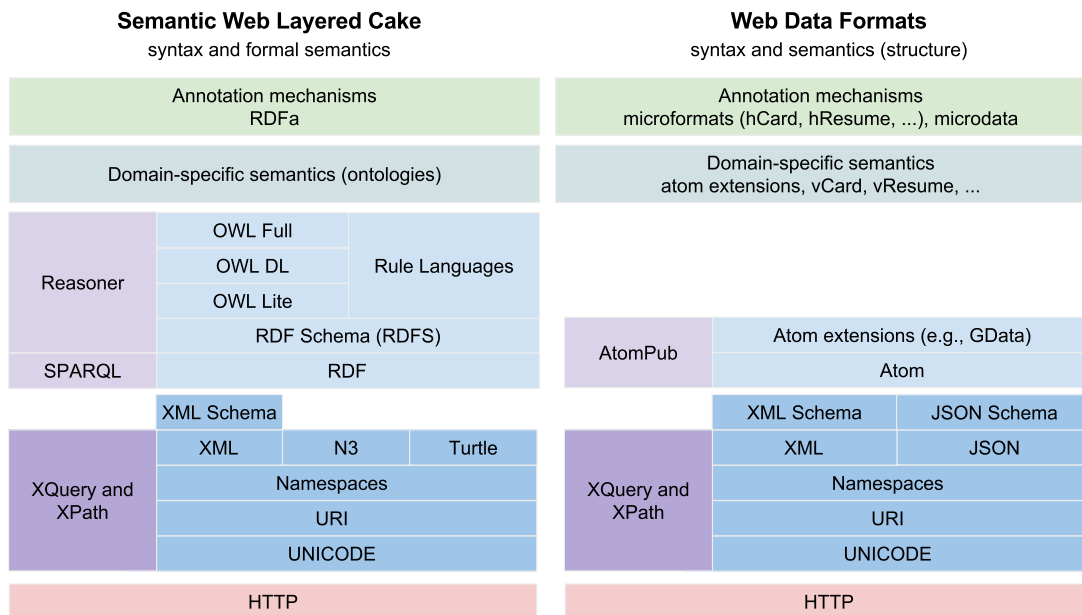 Semantic Web Layered Cake
syntax and formal semantics
Annotation mechanisms
RDFa
Domain-specific semantics (ontologies)
Reasoner
OWL Full
OWL DL
OWL Lite
Rule Languages
RDF Schema (RDFS)
SPARQL
RDF
XML Schema
XQuery and
XPath
XML
N3
Turtle
Namespaces
URI
UNICODE
HTTP
Web Data Formats
syntax and semantics (structure)
Annotation mechanisms
microformats (hCard, hResume, ...), microdata
Domain-specific semantics
atom extensions, vCard, vResume, ...
AtomPub
Atom extensions (e.g., GData)
Atom
XML Schema
JSON Schema
XQuery and
XPath
XML
JSON
Namespaces
URI
UNICODE
HTTP